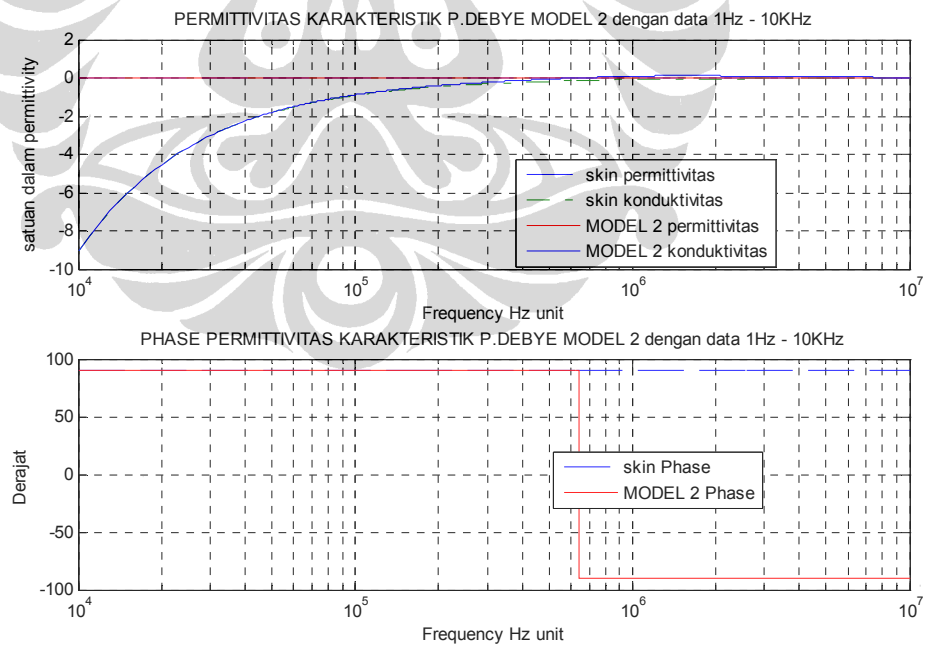 PERMITTIVITAS KARAKTERISTIK P.DEBYE MODEL 2 dengan data 1Hz - 10KHz
2
0
-2
-4
-6
-8
-10
satuan dalam permittivity
skin permittivitas
skin konduktivitas
MODEL 2 permittivitas
MODEL 2 konduktivitas
10^4
10^5
10^6
10^7
Frequency Hz unit
PHASE PERMITTIVITAS KARAKTERISTIK P.DEBYE MODEL 2 dengan data 1Hz - 10KHz
100
50
0
-50
-100
Derajat
skin Phase
MODEL 2 Phase
10^4
10^5
10^6
10^7
Frequency Hz unit